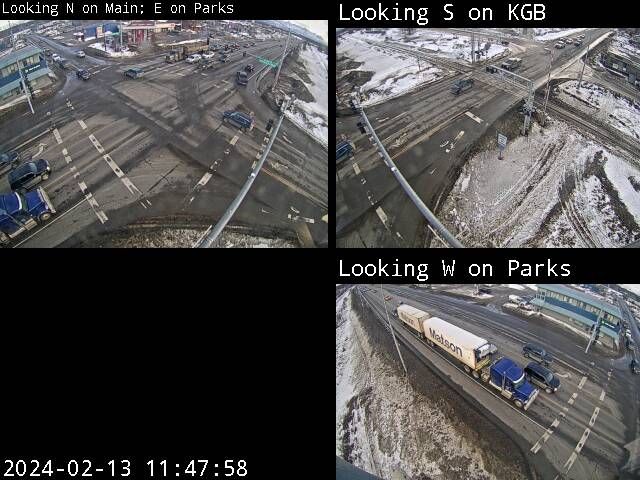 Looking N on Main; E on Parks
Looking S on KGB
Looking W on Parks
Matson
2024-02-13 11:47:58